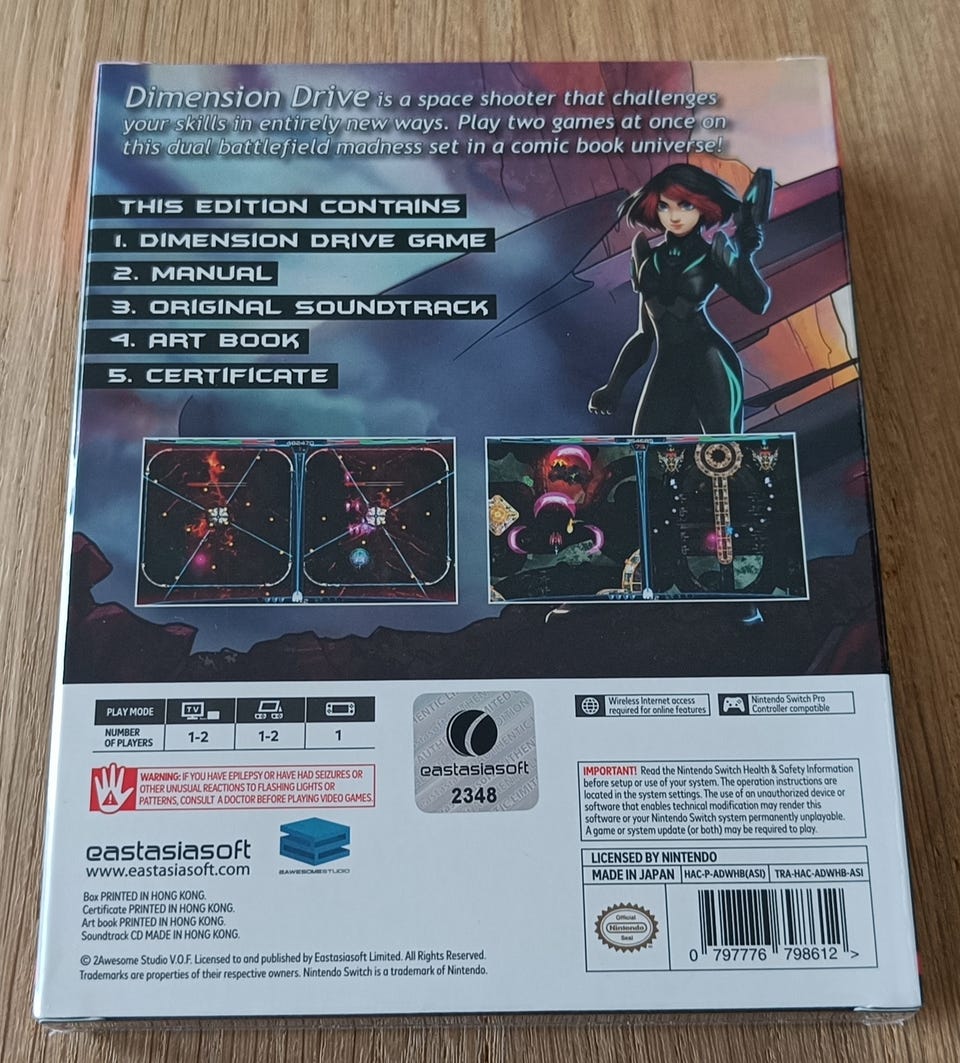 Dimension Drive is a space shooter that challenges
your skills in entirely new ways. Play two games at once on
this dual battlefield madness set in a comic book universe!
THIS EDITION CONTAINS
1. DIMENSION DRIVE GAME
2. MANUAL
3. ORIGINAL SOUNDTRACK
4. ART BOOK
5. CERTIFICATE
PLAY MODE
TV
NUMBER
OF PLAYERS
1-2
1-2
1
eastasiasoft
2348
Wireless Internet access
required for online features
Nintendo Switch Pro
Controller compatible
WARNING: IF YOU HAVE EPILEPSY OR HAVE HAD SEIZURES OR
OTHER UNUSUAL REACTIONS TO FLASHING LIGHTS OR
PATTERNS, CONSULT A DOCTOR BEFORE PLAYING VIDEO GAMES.
IMPORTANT! Read the Nintendo Switch Health & Safety Information
before setup or use of your system. The operation instructions are
located in the system settings. The use of an unauthorized device or
software that enables technical modification may render this
software or your Nintendo Switch system permanently unplayable.
A game or system update (or both) may be required to play.
eastasiasoft
www.eastasiasoft.com
2AWESOMESTUDIO
LICENSED BY NINTENDO
MADE IN JAPAN HAC-P-ADWHB(ASI) TRA-HAC-ADWHB-ASI
Official
Nintendo
Seal
0 797776 798612 >
Box PRINTED IN HONG KONG.
Certificate PRINTED IN HONG KONG.
Art book PRINTED IN HONG KONG.
Soundtrack CD MADE IN HONG KONG.
© 2Awesome Studio V.O.F. Licensed to and published by Eastasiasoft Limited. All Rights Reserved.
Trademarks are properties of their respective owners. Nintendo Switch is a trademark of Nintendo.